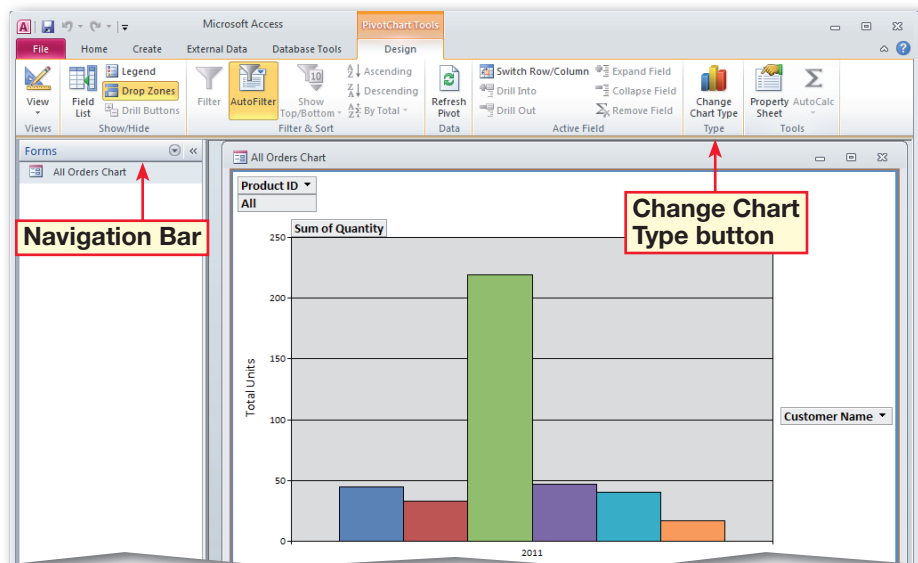 Microsoft Access
PivotChart Tools
File Home Create External Data Database Tools Design
View
Views
Field List
Legend
Drop Zones
Drill Buttons
Show/Hide
Filter
AutoFilter
Show Top/Bottom
Ascending
Descending
By Total
Filter & Sort
Refresh Pivot
Data
Switch Row/Column
Drill Into
Drill Out
Expand Field
Collapse Field
Remove Field
Active Field
Change Chart Type
Type
Property Sheet
AutoCalc
Tools
Forms
All Orders Chart
Navigation Bar
All Orders Chart
Product ID
All
Change Chart
Type button
Sum of Quantity
250
200
150
100
50
0
Total Units
2011
Customer Name